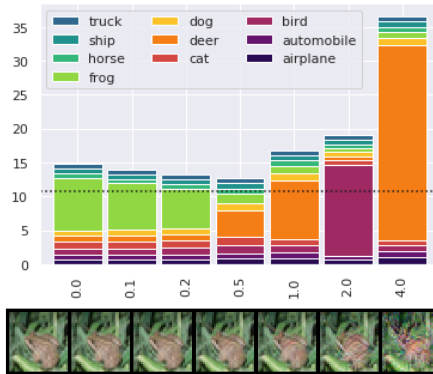 35
30
25
20
15
10
5
0
truck
ship
horse
frog
dog
deer
cat
bird
automobile
airplane
0.0 0.1 0.2 0.5 1.0 2.0 4.0